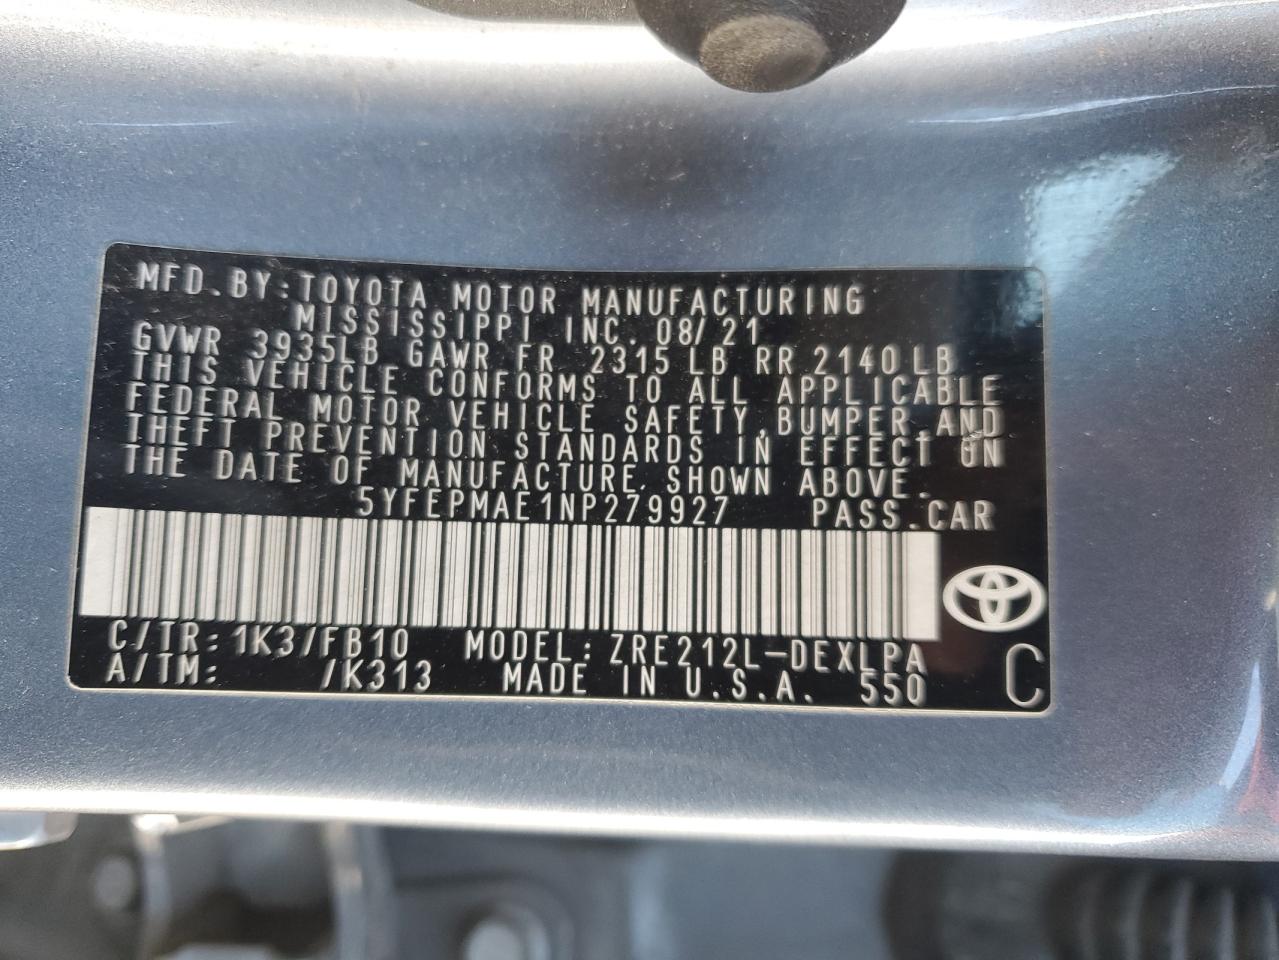 MFD.BY:TOYOTA MOTOR MANUFACTURING
MISSISSIPPI INC. 08/21
GVWR 3935LB GAWR FR 2315 LB RR 2140 LB
THIS VEHICLE CONFORMS TO ALL APPLICABLE
FEDERAL MOTOR VEHICLE SAFETY,BUMPER,AND
THEFT PREVENTION STANDARDS IN EFFECT ON
THE DATE OF MANUFACTURE SHOWN ABOVE.
5YFEPMAE1NP279927 PASS.CAR
C/TR:1K3/FB10 MODEL:ZRE212L-DEXLPA
A/TM: /K313 MADE IN U.S.A. 550
C